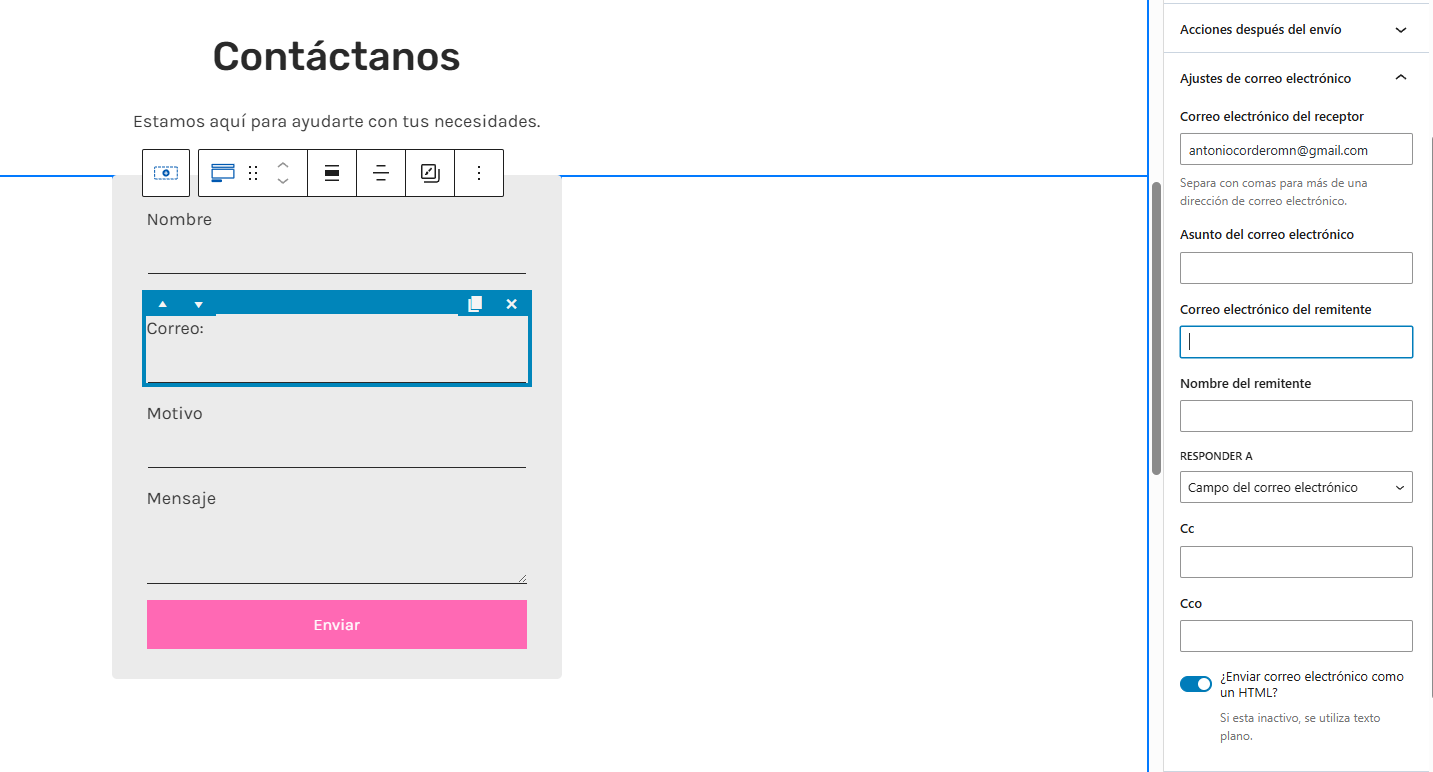 Contáctanos
Estamos aquí para ayudarte con tus necesidades.
Nombre
Correo:
Motivo
Mensaje
Enviar
Acciones después del envío
Ajustes de correo electrónico
Correo electrónico del receptor
antoniocorderomn@gmail.com
Separa con comas para más de una
dirección de correo electrónico.
Asunto del correo electrónico
Correo electrónico del remitente
Nombre del remitente
RESPONDER A
Campo del correo electrónico
Cc
Cco
¿Enviar correo electrónico como
un HTML?
Si esta inactivo, se utiliza texto
plano.